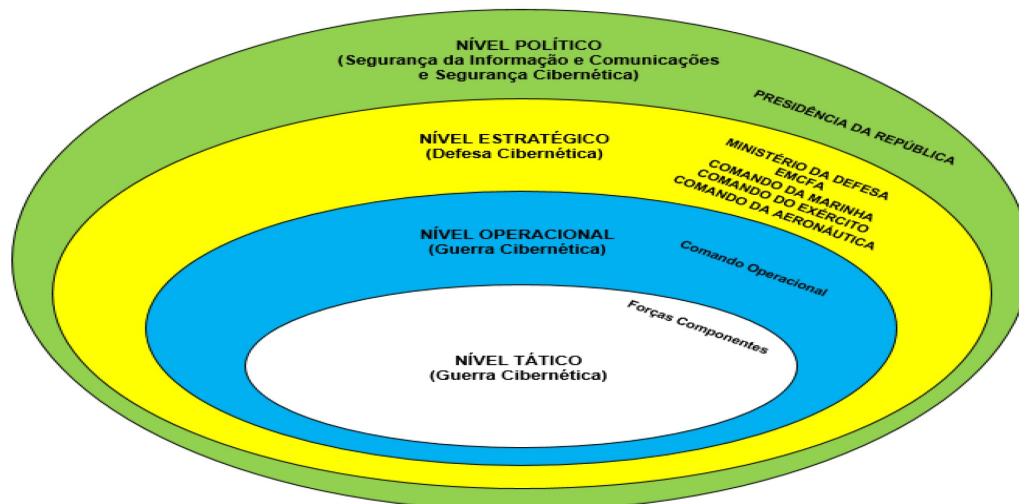 NÍVEL POLÍTICO
(Segurança da Informação e Comunicações
e Segurança Cibernética)
PRESIDÊNCIA DA REPÚBLICA
NÍVEL ESTRATÉGICO
(Defesa Cibernética)
MINISTÉRIO DA DEFESA
EMCFA
COMANDO DA MARINHA
COMANDO DO EXÉRCITO
COMANDO DA AERONÁUTICA
NÍVEL OPERACIONAL
(Guerra Cibernética)
Comando Operacional
Forças Componentes
NÍVEL TÁTICO
(Guerra Cibernética)